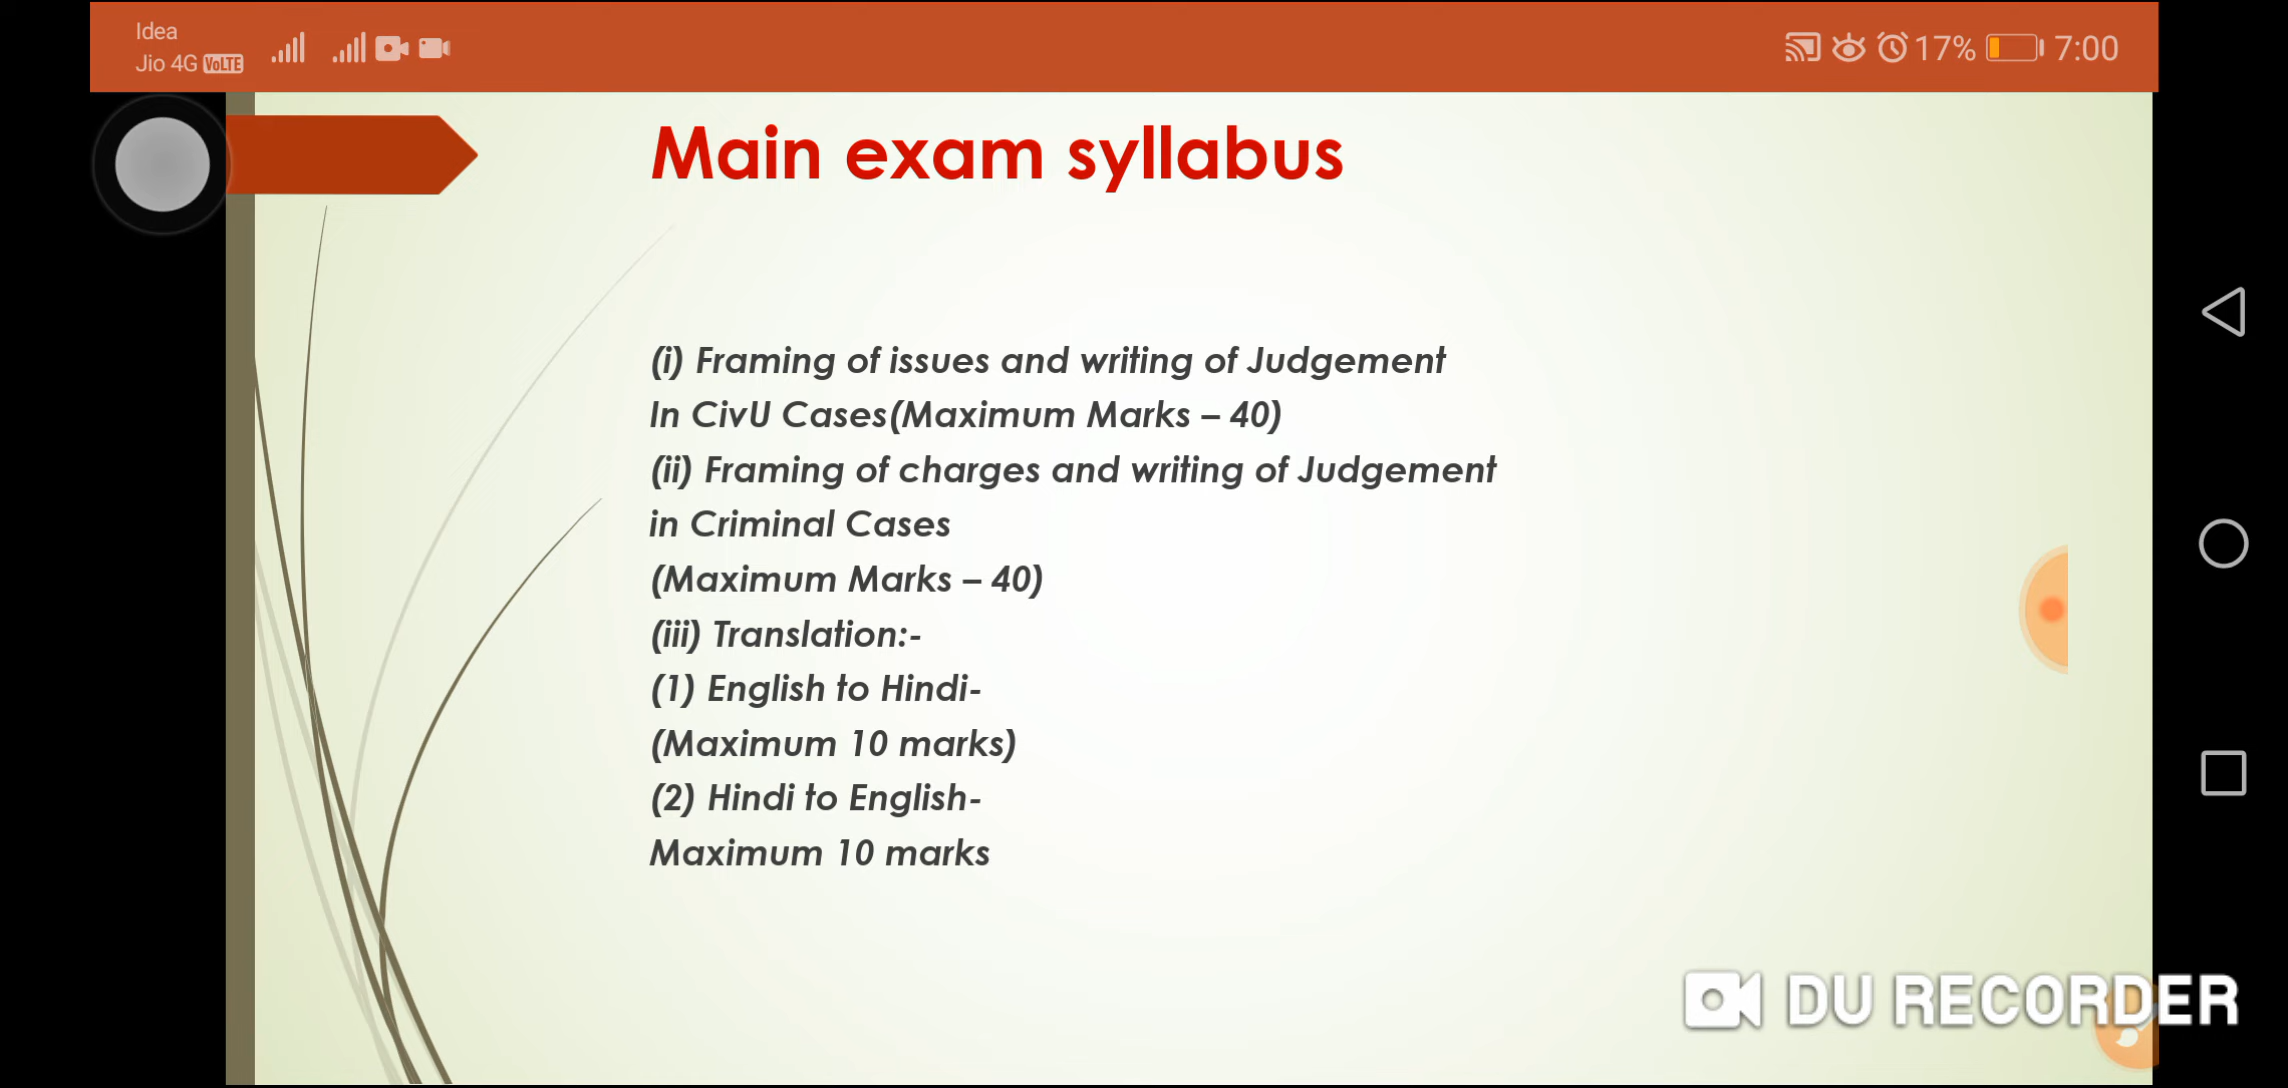 Idea
Jio 4G VoLTE
17% 7:00
Main exam syllabus
(i) Framing of issues and writing of Judgement
In CivU Cases(Maximum Marks – 40)
(ii) Framing of charges and writing of Judgement
in Criminal Cases
(Maximum Marks – 40)
(iii) Translation:-
(1) English to Hindi-
(Maximum 10 marks)
(2) Hindi to English-
Maximum 10 marks
DU RECORDER